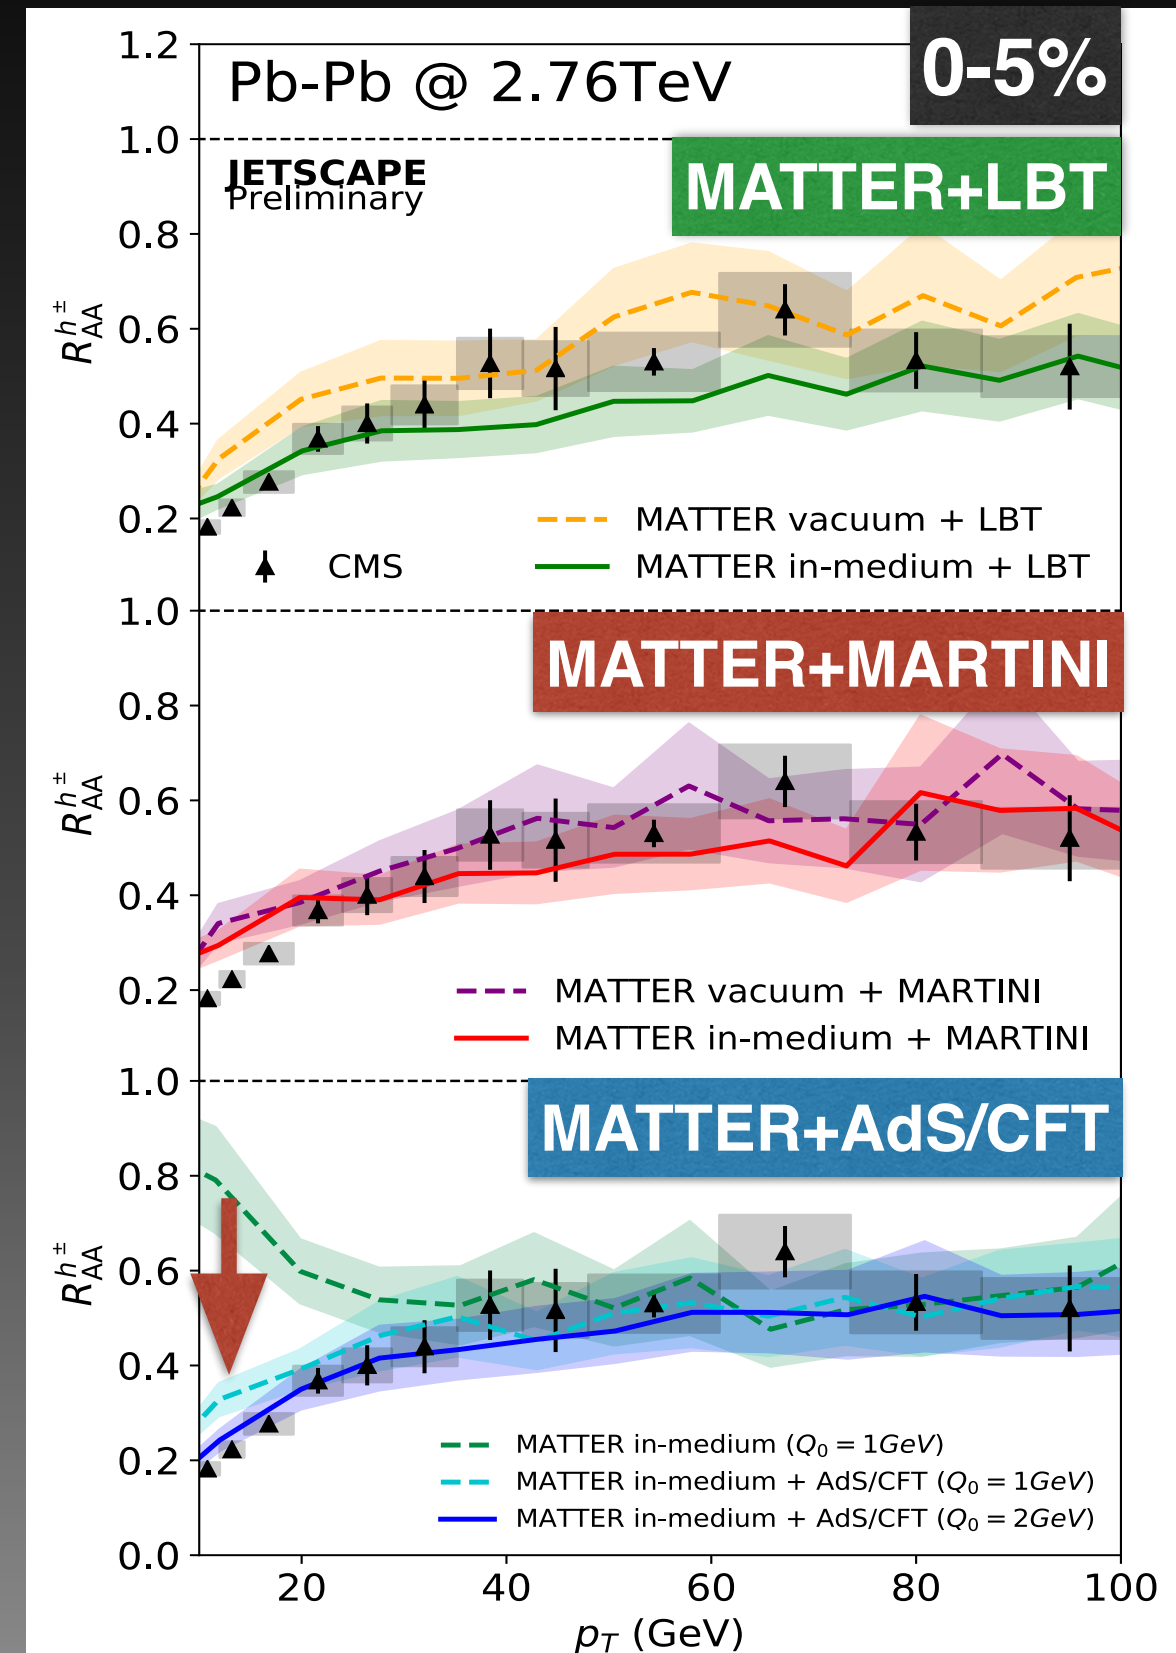 0-5%
1.2
Pb-Pb @ 2.76TeV
1.0
JETSCAPE
Preliminary
MATTER+LBT
0.8
0.6
0.4
0.2
R_AA^h±
MATTER vacuum + LBT
CMS
MATTER in-medium + LBT
1.0
MATTER+MARTINI
0.8
0.6
0.4
0.2
R_AA^h±
MATTER vacuum + MARTINI
MATTER in-medium + MARTINI
1.0
MATTER+AdS/CFT
0.8
0.6
0.4
0.2
0.0
R_AA^h±
MATTER in-medium (Q₀ = 1GeV)
MATTER in-medium + AdS/CFT (Q₀ = 1GeV)
MATTER in-medium + AdS/CFT (Q₀ = 2GeV)
20 40 60 80 100
p_T (GeV)